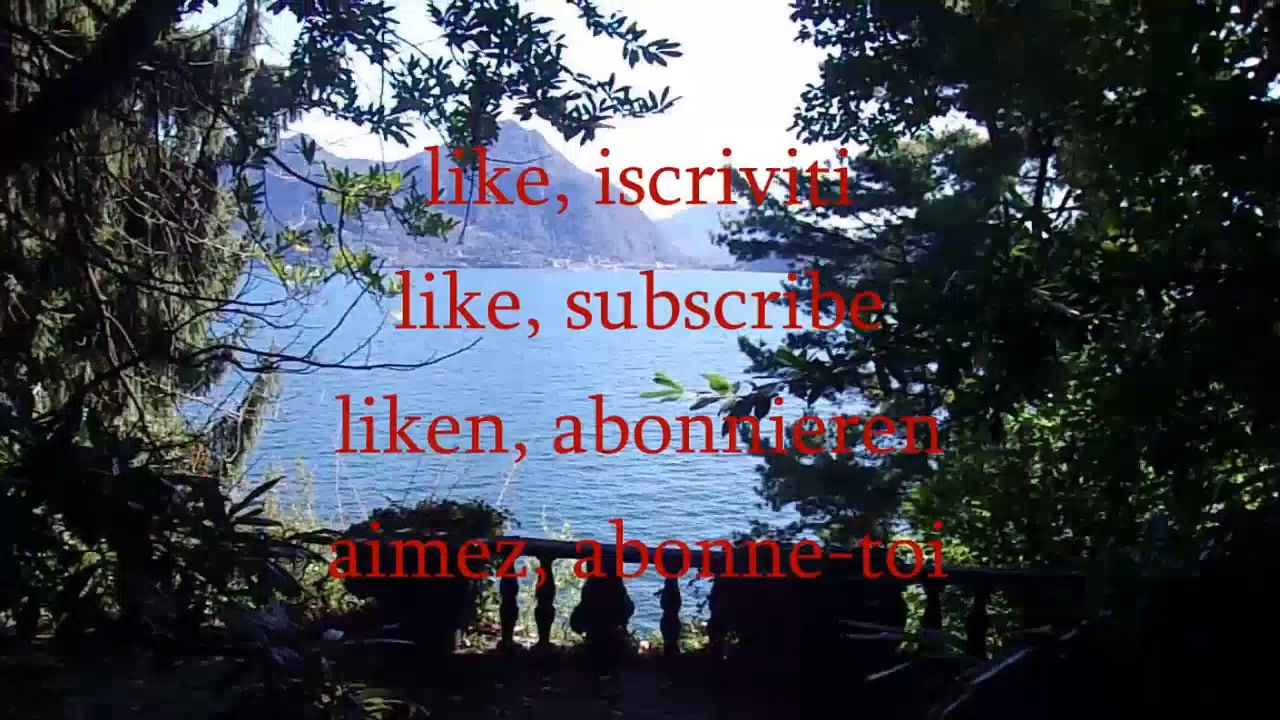 like, iscriviti
like, subscribe
liken, abonnieren
aimez, abonne-toi